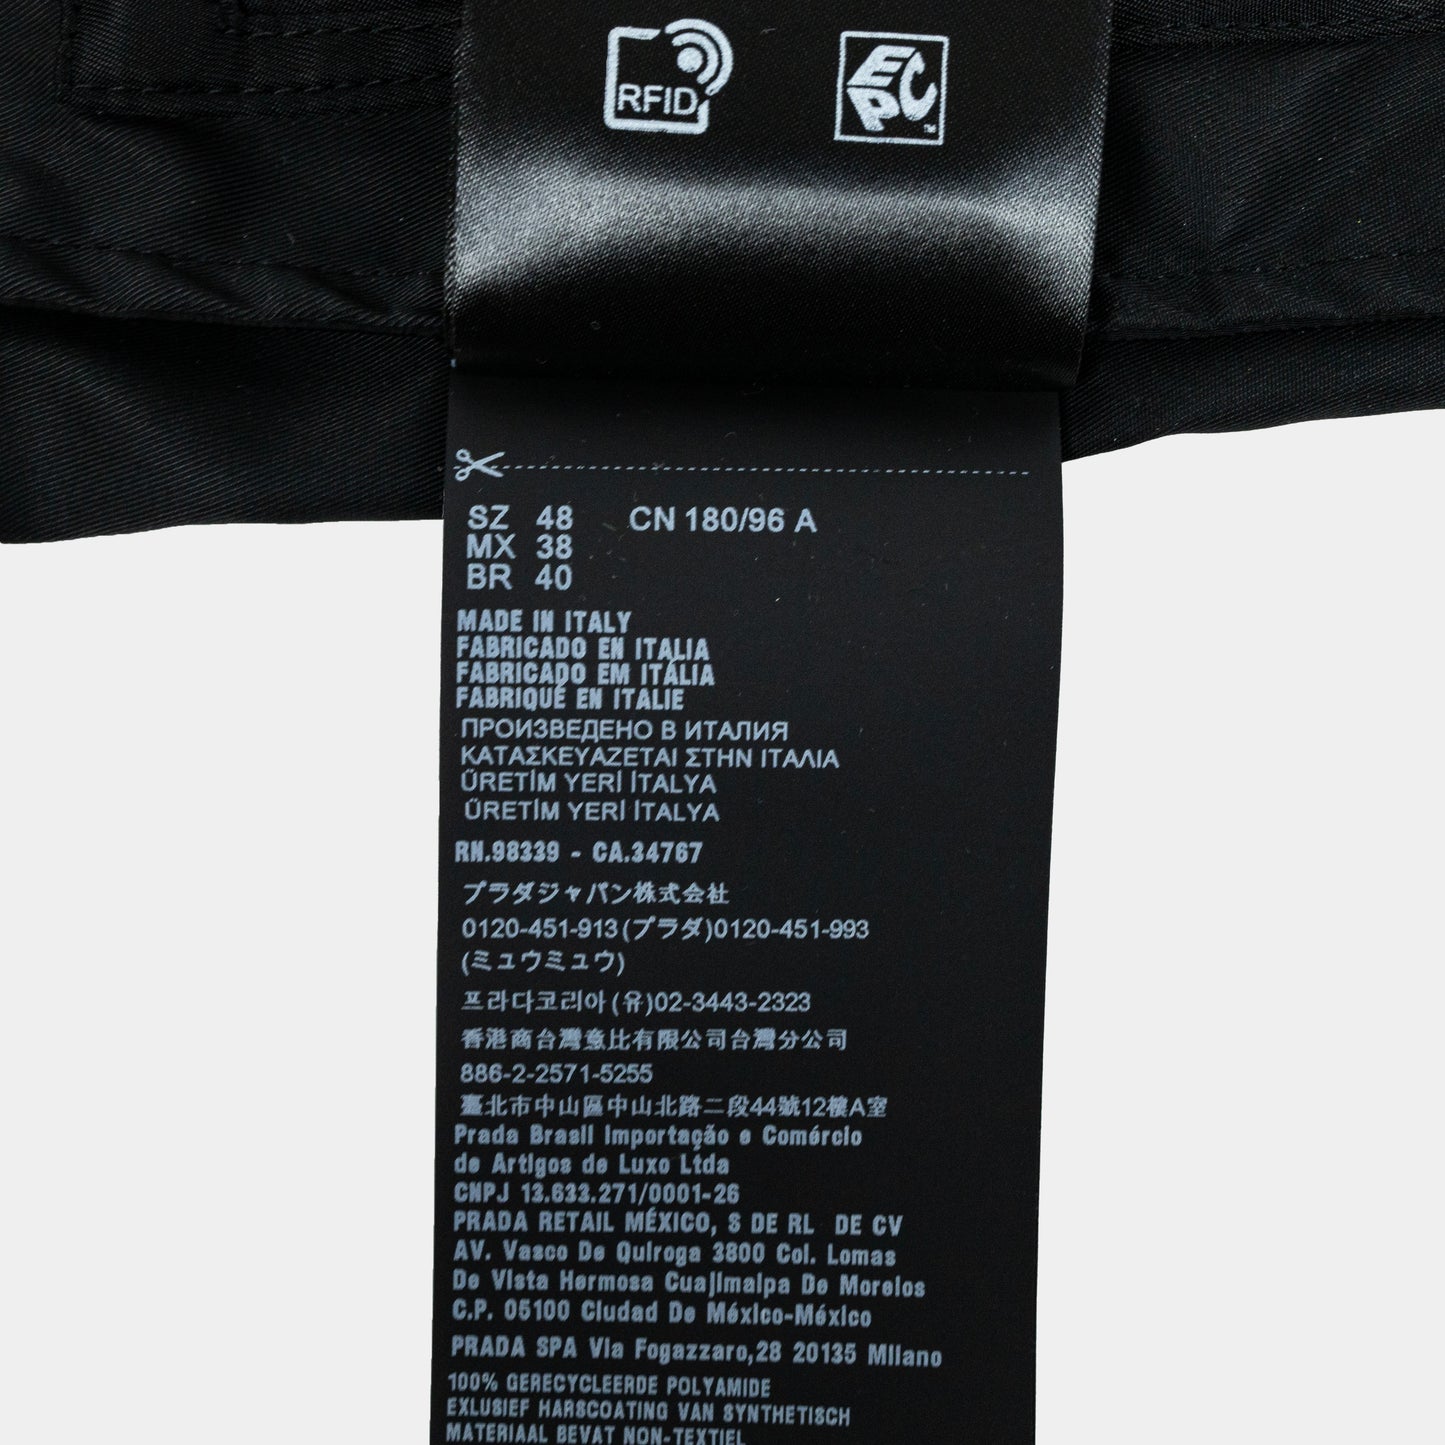 RFID
EPC™
SZ 48 CN 180/96 A
MX 38
BR 40
MADE IN ITALY
FABRICADO EN ITALIA
FABRICADO EM ITÁLIA
FABRIQUÉ EN ITALIE
ПРОИЗВЕДЕНО В ИТАЛИЯ
ΚΑΤΑΣΚΕΥΑΖΕΤΑΙ ΣΤΗΝ ΙΤΑΛΙΑ
ÜRETİM YERİ İTALYA
ÜRETİM YERİ İTALYA
RN.98339 - CA.34767
プラダジャパン株式会社
0120-451-913(プラダ)0120-451-993
(ミュウミュウ)
프라다코리아(유)02-3443-2323
香港商台灣意比有限公司台灣分公司
886-2-2571-5255
臺北市中山區中山北路二段44號12樓A室
Prada Brasil Importação e Comércio
de Artigos de Luxo Ltda
CNPJ 13.633.271/0001-26
PRADA RETAIL MÉXICO, S DE RL DE CV
AV. Vasco De Quiroga 3800 Col. Lomas
De Vista Hermosa Cuajimalpa De Morelos
C.P. 05100 Ciudad De México-México
PRADA SPA Via Fogazzaro,28 20135 Milano
100% GERECYCLEERDE POLYAMIDE
EXLUSIEF HARSCOATING VAN SYNTHETISCH
MATERIAAL BEVAT NON-TEXTIEL